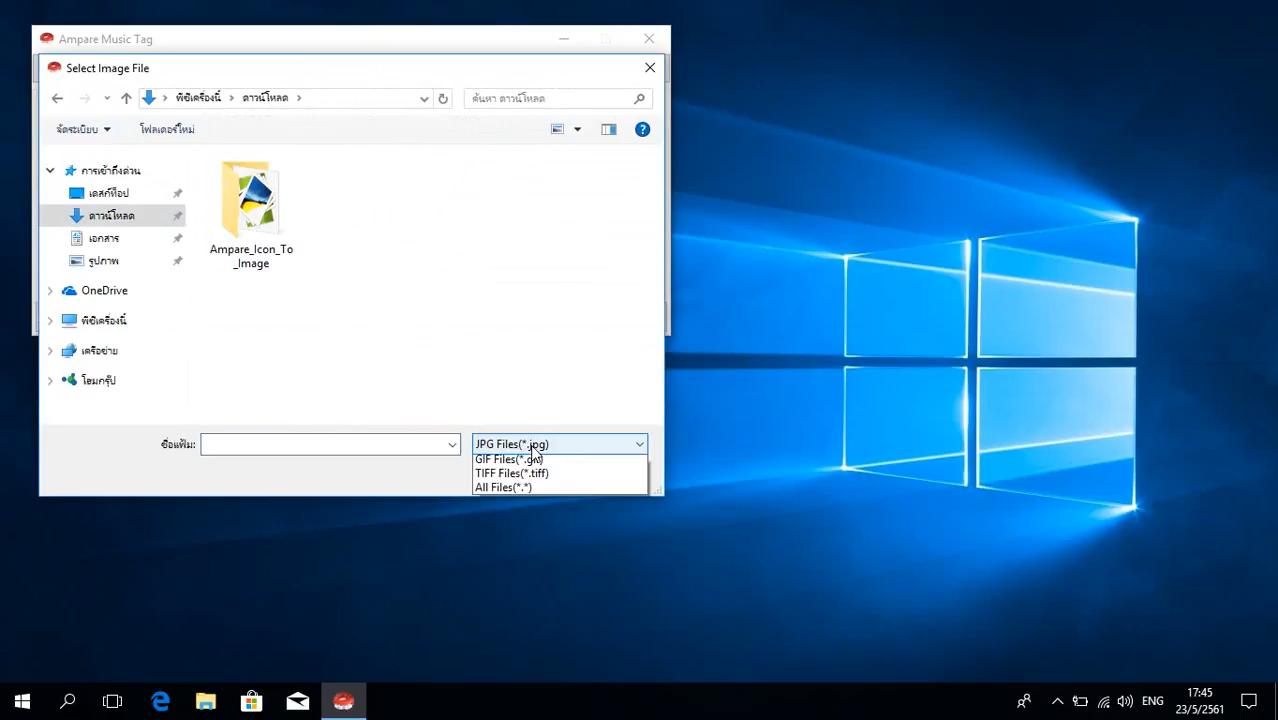 Ampare Music Tag
Select Image File
พีซีเครื่องนี้ ดาวน์โหลด
ค้นหา ดาวน์โหลด
จัดระเบียบ โฟลเดอร์ใหม่
การเข้าถึงด่วน
เดสก์ท็อป
ดาวน์โหลด
เอกสาร
รูปภาพ
OneDrive
พีซีเครื่องนี้
เครือข่าย
โฮมกรุ๊ป
Ampare_Icon_To
_Image
ชื่อแฟ้ม:
JPG Files(*.jpg)
GIF Files(*.gif)
TIFF Files(*.tiff)
All Files(*.*)
ENG
17:45
23/5/2561